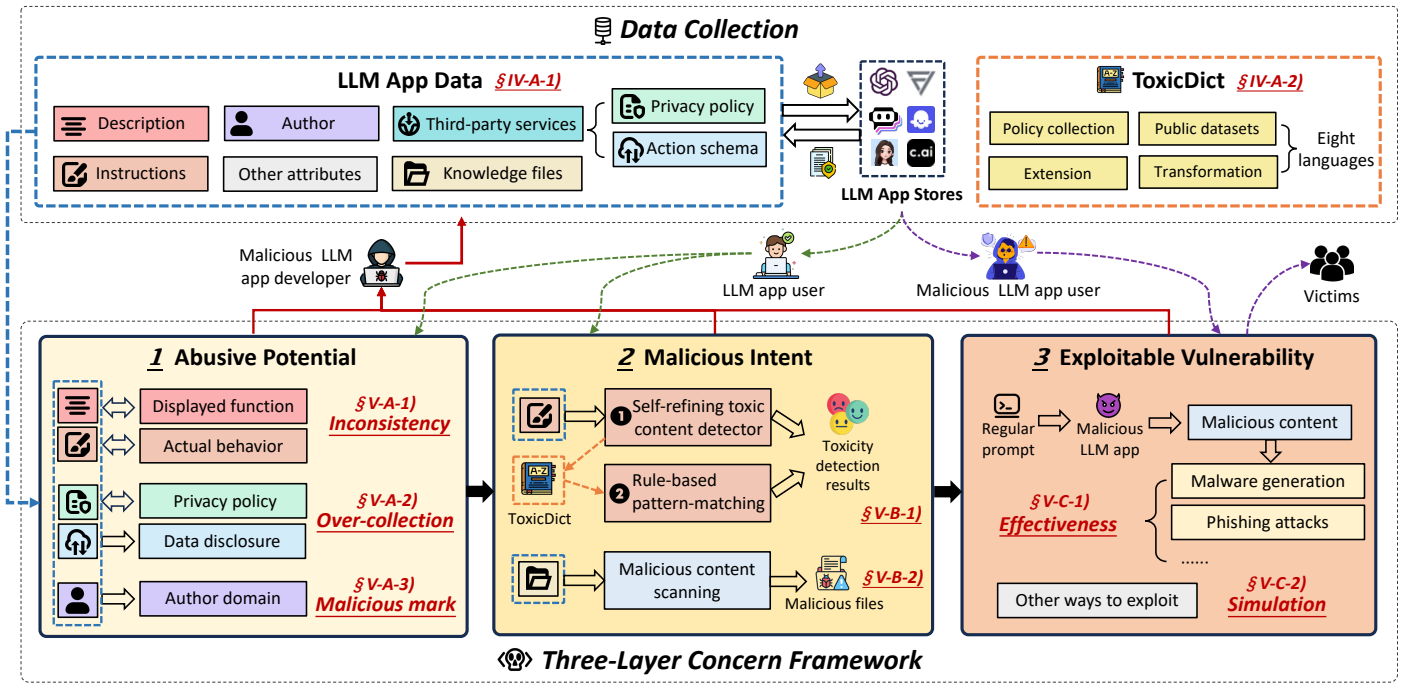 Data Collection
LLM App Data § IV-A-1)
Description
Author
Third-party services
Privacy policy
Action schema
Instructions
Other attributes
Knowledge files
c.ai
LLM App Stores
A-Z
ToxicDict § IV-A-2)
Policy collection
Public datasets
Extension
Transformation
Eight
languages
Malicious LLM
app developer
LLM app user
Malicious LLM app user
Victims
1 Abusive Potential
Displayed function
Actual behavior
§ V-A-1)
Inconsistency
Privacy policy
Data disclosure
§ V-A-2)
Over-collection
Author domain
§ V-A-3)
Malicious mark
2 Malicious Intent
1 Self-refining toxic
content detector
A-Z
ToxicDict
2 Rule-based
pattern-matching
Toxicity
detection
results
§ V-B-1)
Malicious content
scanning
Malicious files
§ V-B-2)
3 Exploitable Vulnerability
Regular
prompt
Malicious
LLM app
Malicious content
Malware generation
Phishing attacks
......
§ V-C-1)
Effectiveness
Other ways to exploit
§ V-C-2)
Simulation
Three-Layer Concern Framework